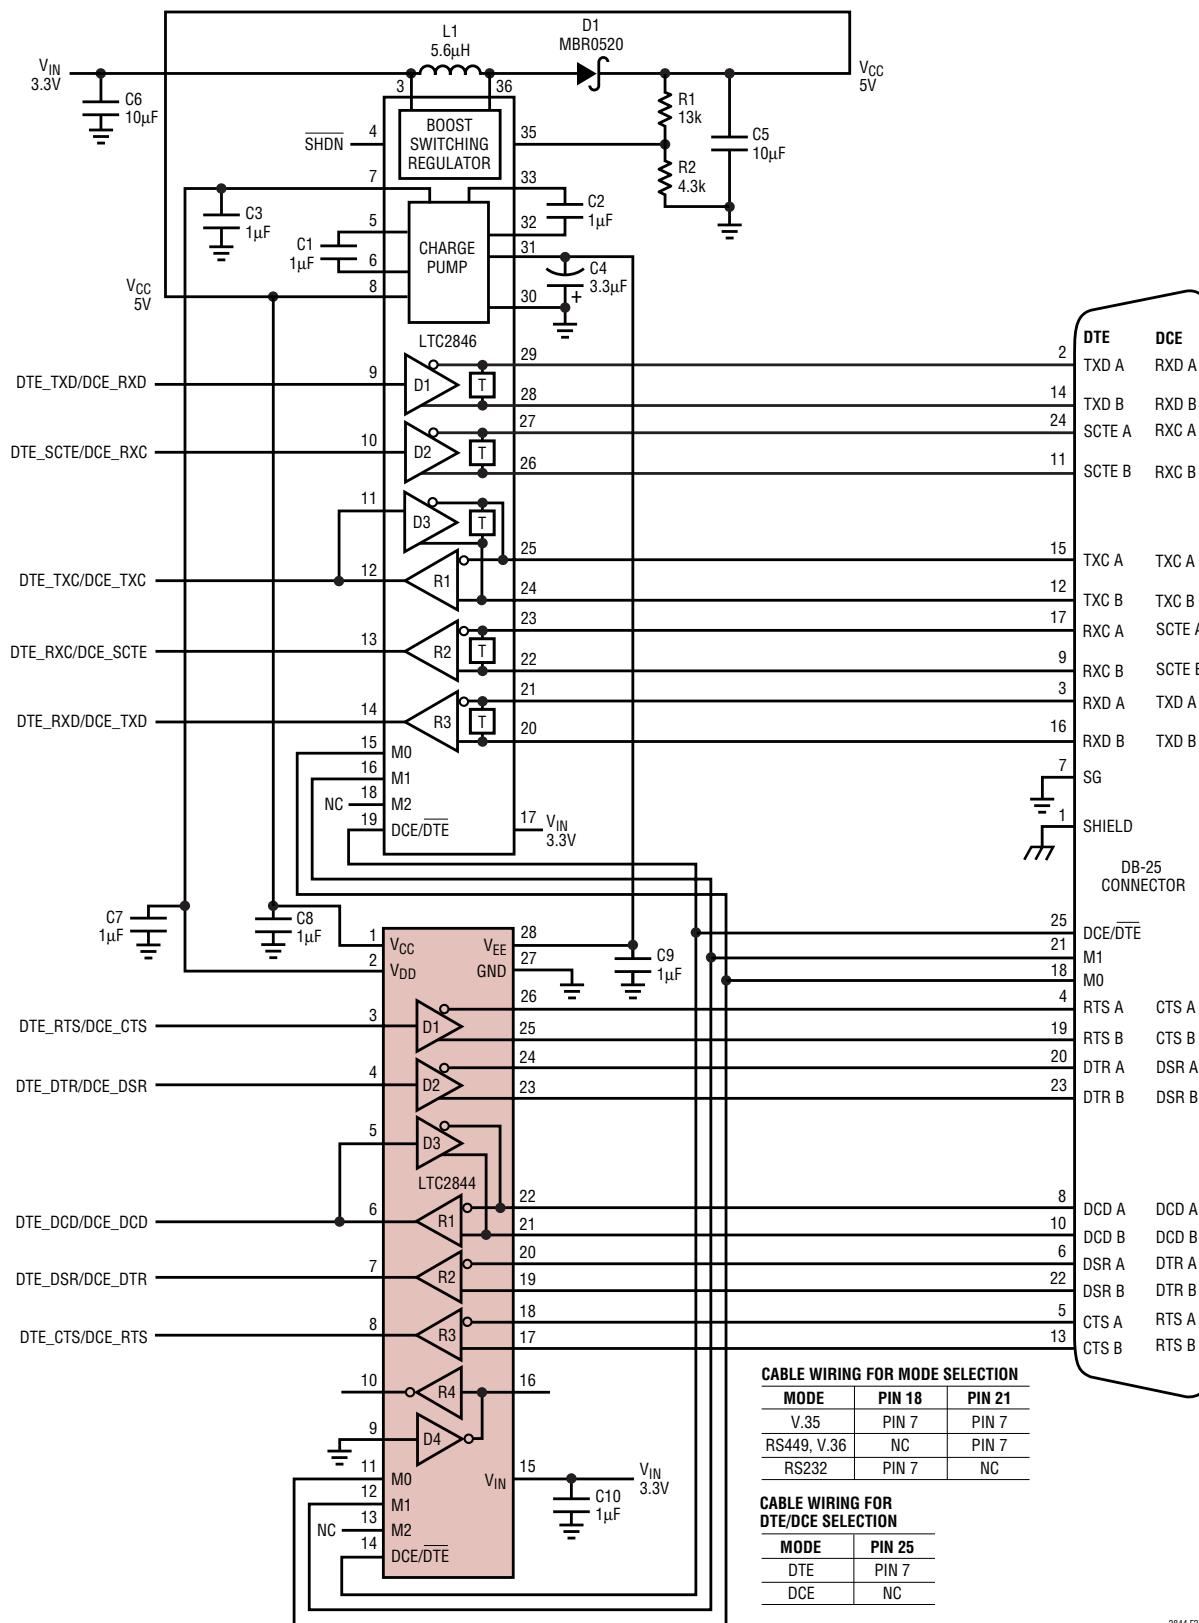 L1
5.6µH
D1
MBR0520
VIN
3.3V
C6
10µF
3
36
BOOST
SWITCHING
REGULATOR
SHDN
4
35
R1
13k
R2
4.3k
C5
10µF
VCC
5V
7
33
C3
1µF
C1
1µF
5
6
8
CHARGE
PUMP
32
31
30
C2
1µF
C4
3.3µF
+
VCC
5V
LTC2846
DTE_TXD/DCE_RXD
9
D1
T
29
28
DTE_SCTE/DCE_RXC
10
D2
T
27
26
11
D3
T
DTE_TXC/DCE_TXC
12
R1
25
24
DTE_RXC/DCE_SCTE
13
R2
T
23
22
DTE_RXD/DCE_TXD
14
R3
T
21
20
15
M0
16
M1
NC
18
M2
19
DCE/DTE
17
VIN
3.3V
DTE
DCE
2
TXD A
RXD A
14
TXD B
RXD B
24
SCTE A
RXC A
11
SCTE B
RXC B
15
TXC A
TXC A
12
TXC B
TXC B
17
RXC A
SCTE A
9
RXC B
SCTE B
3
RXD A
TXD A
16
RXD B
TXD B
7
SG
1
SHIELD
DB-25
CONNECTOR
25
DCE/DTE
21
M1
18
M0
4
RTS A
CTS A
19
RTS B
CTS B
20
DTR A
DSR A
23
DTR B
DSR B
8
DCD A
DCD A
10
DCD B
DCD B
6
DSR A
DTR A
22
DSR B
DTR B
5
CTS A
RTS A
13
CTS B
RTS B
C7
1µF
C8
1µF
1
VCC
2
VDD
VEE
28
GND
27
C9
1µF
DTE_RTS/DCE_CTS
3
D1
26
25
DTE_DTR/DCE_DSR
4
D2
24
23
5
D3
LTC2844
DTE_DCD/DCE_DCD
6
R1
22
21
DTE_DSR/DCE_DTR
7
R2
20
19
DTE_CTS/DCE_RTS
8
R3
18
17
10
R4
16
9
D4
11
M0
12
M1
NC
13
M2
14
DCE/DTE
VIN
15
VIN
3.3V
C10
1µF
CABLE WIRING FOR MODE SELECTION
MODE PIN 18 PIN 21
V.35 PIN 7 PIN 7
RS449, V.36 NC PIN 7
RS232 PIN 7 NC
CABLE WIRING FOR
DTE/DCE SELECTION
MODE PIN 25
DTE PIN 7
DCE NC